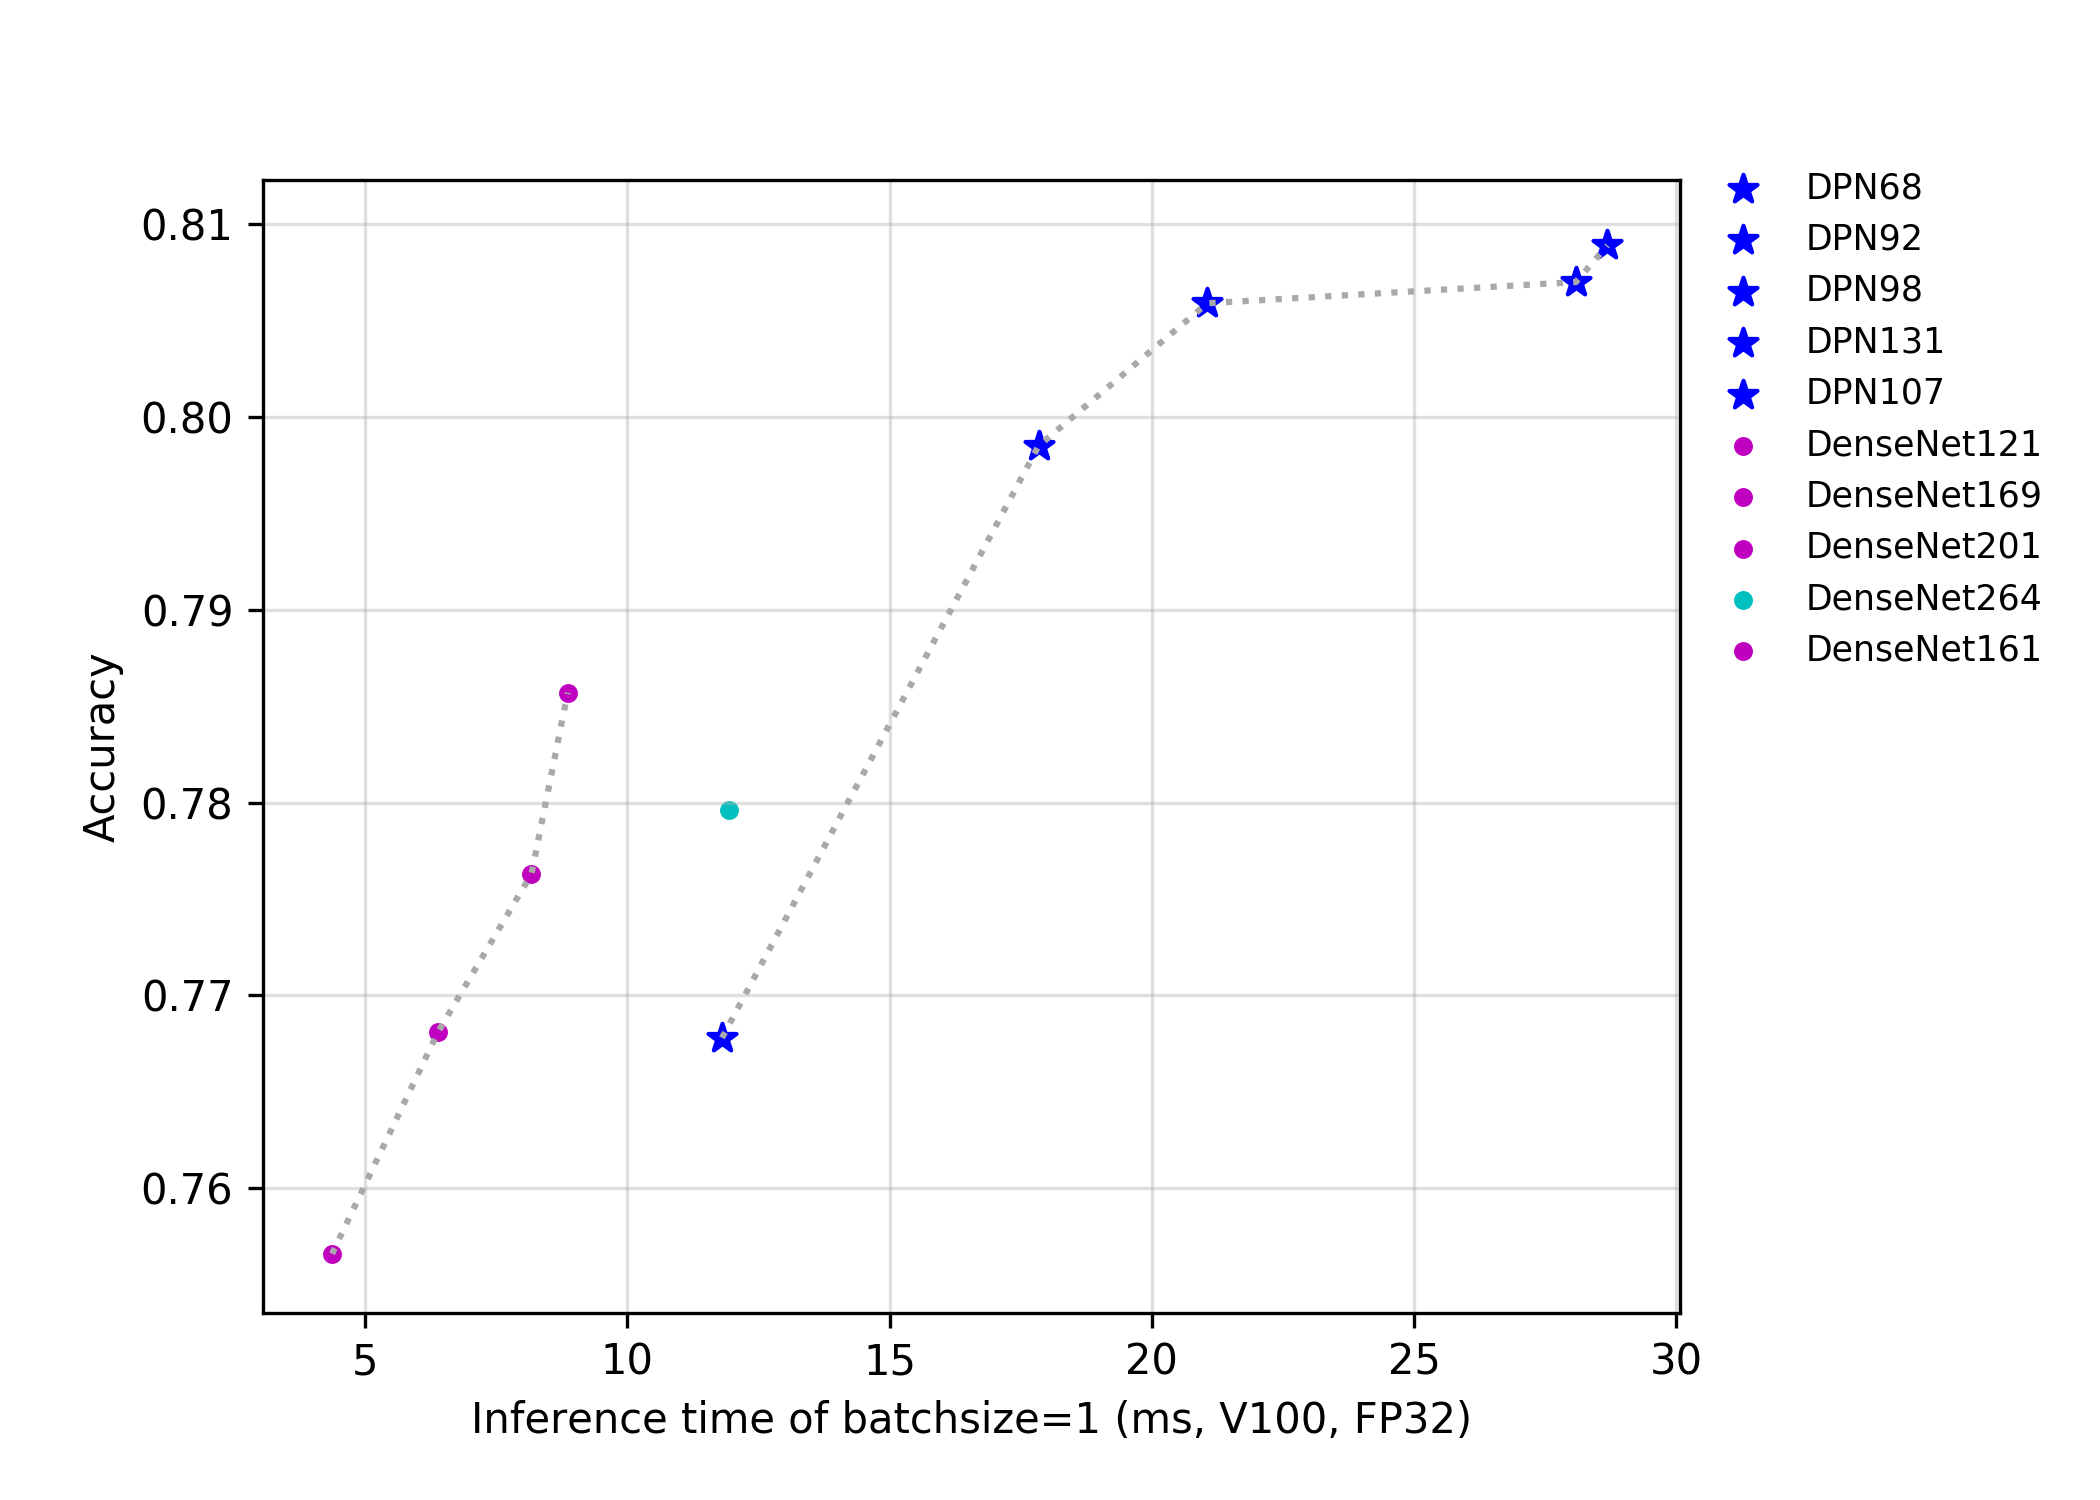 DPN68
DPN92
DPN98
DPN131
DPN107
DenseNet121
DenseNet169
DenseNet201
DenseNet264
DenseNet161
0.81
0.80
0.79
0.78
0.77
0.76
Accuracy
5 10 15 20 25 30
Inference time of batchsize=1 (ms, V100, FP32)